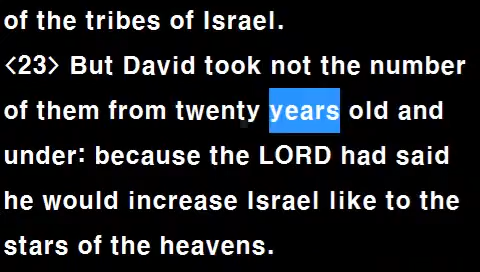 of the tribes of Israel.
<23> But David took not the number
of them from twenty years old and
under: because the LORD had said
he would increase Israel like to the
stars of the heavens.